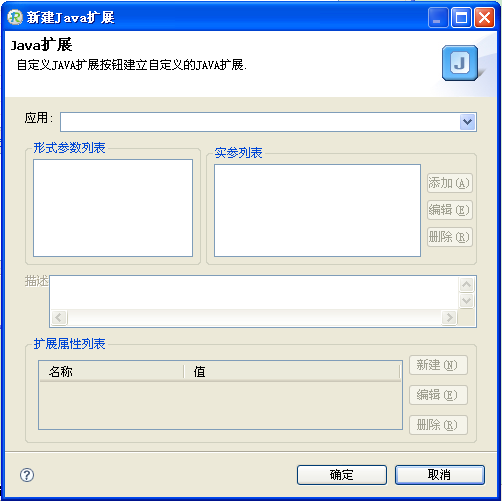 新建Java扩展
Java扩展
自定义JAVA扩展按钮建立自定义的JAVA扩展.
J
应用:
形式参数列表
实参列表
添加(A)
编辑(E)
删除(R)
描述
扩展属性列表
名称 值
新建(N)
编辑(E)
删除(R)
?
确定 取消